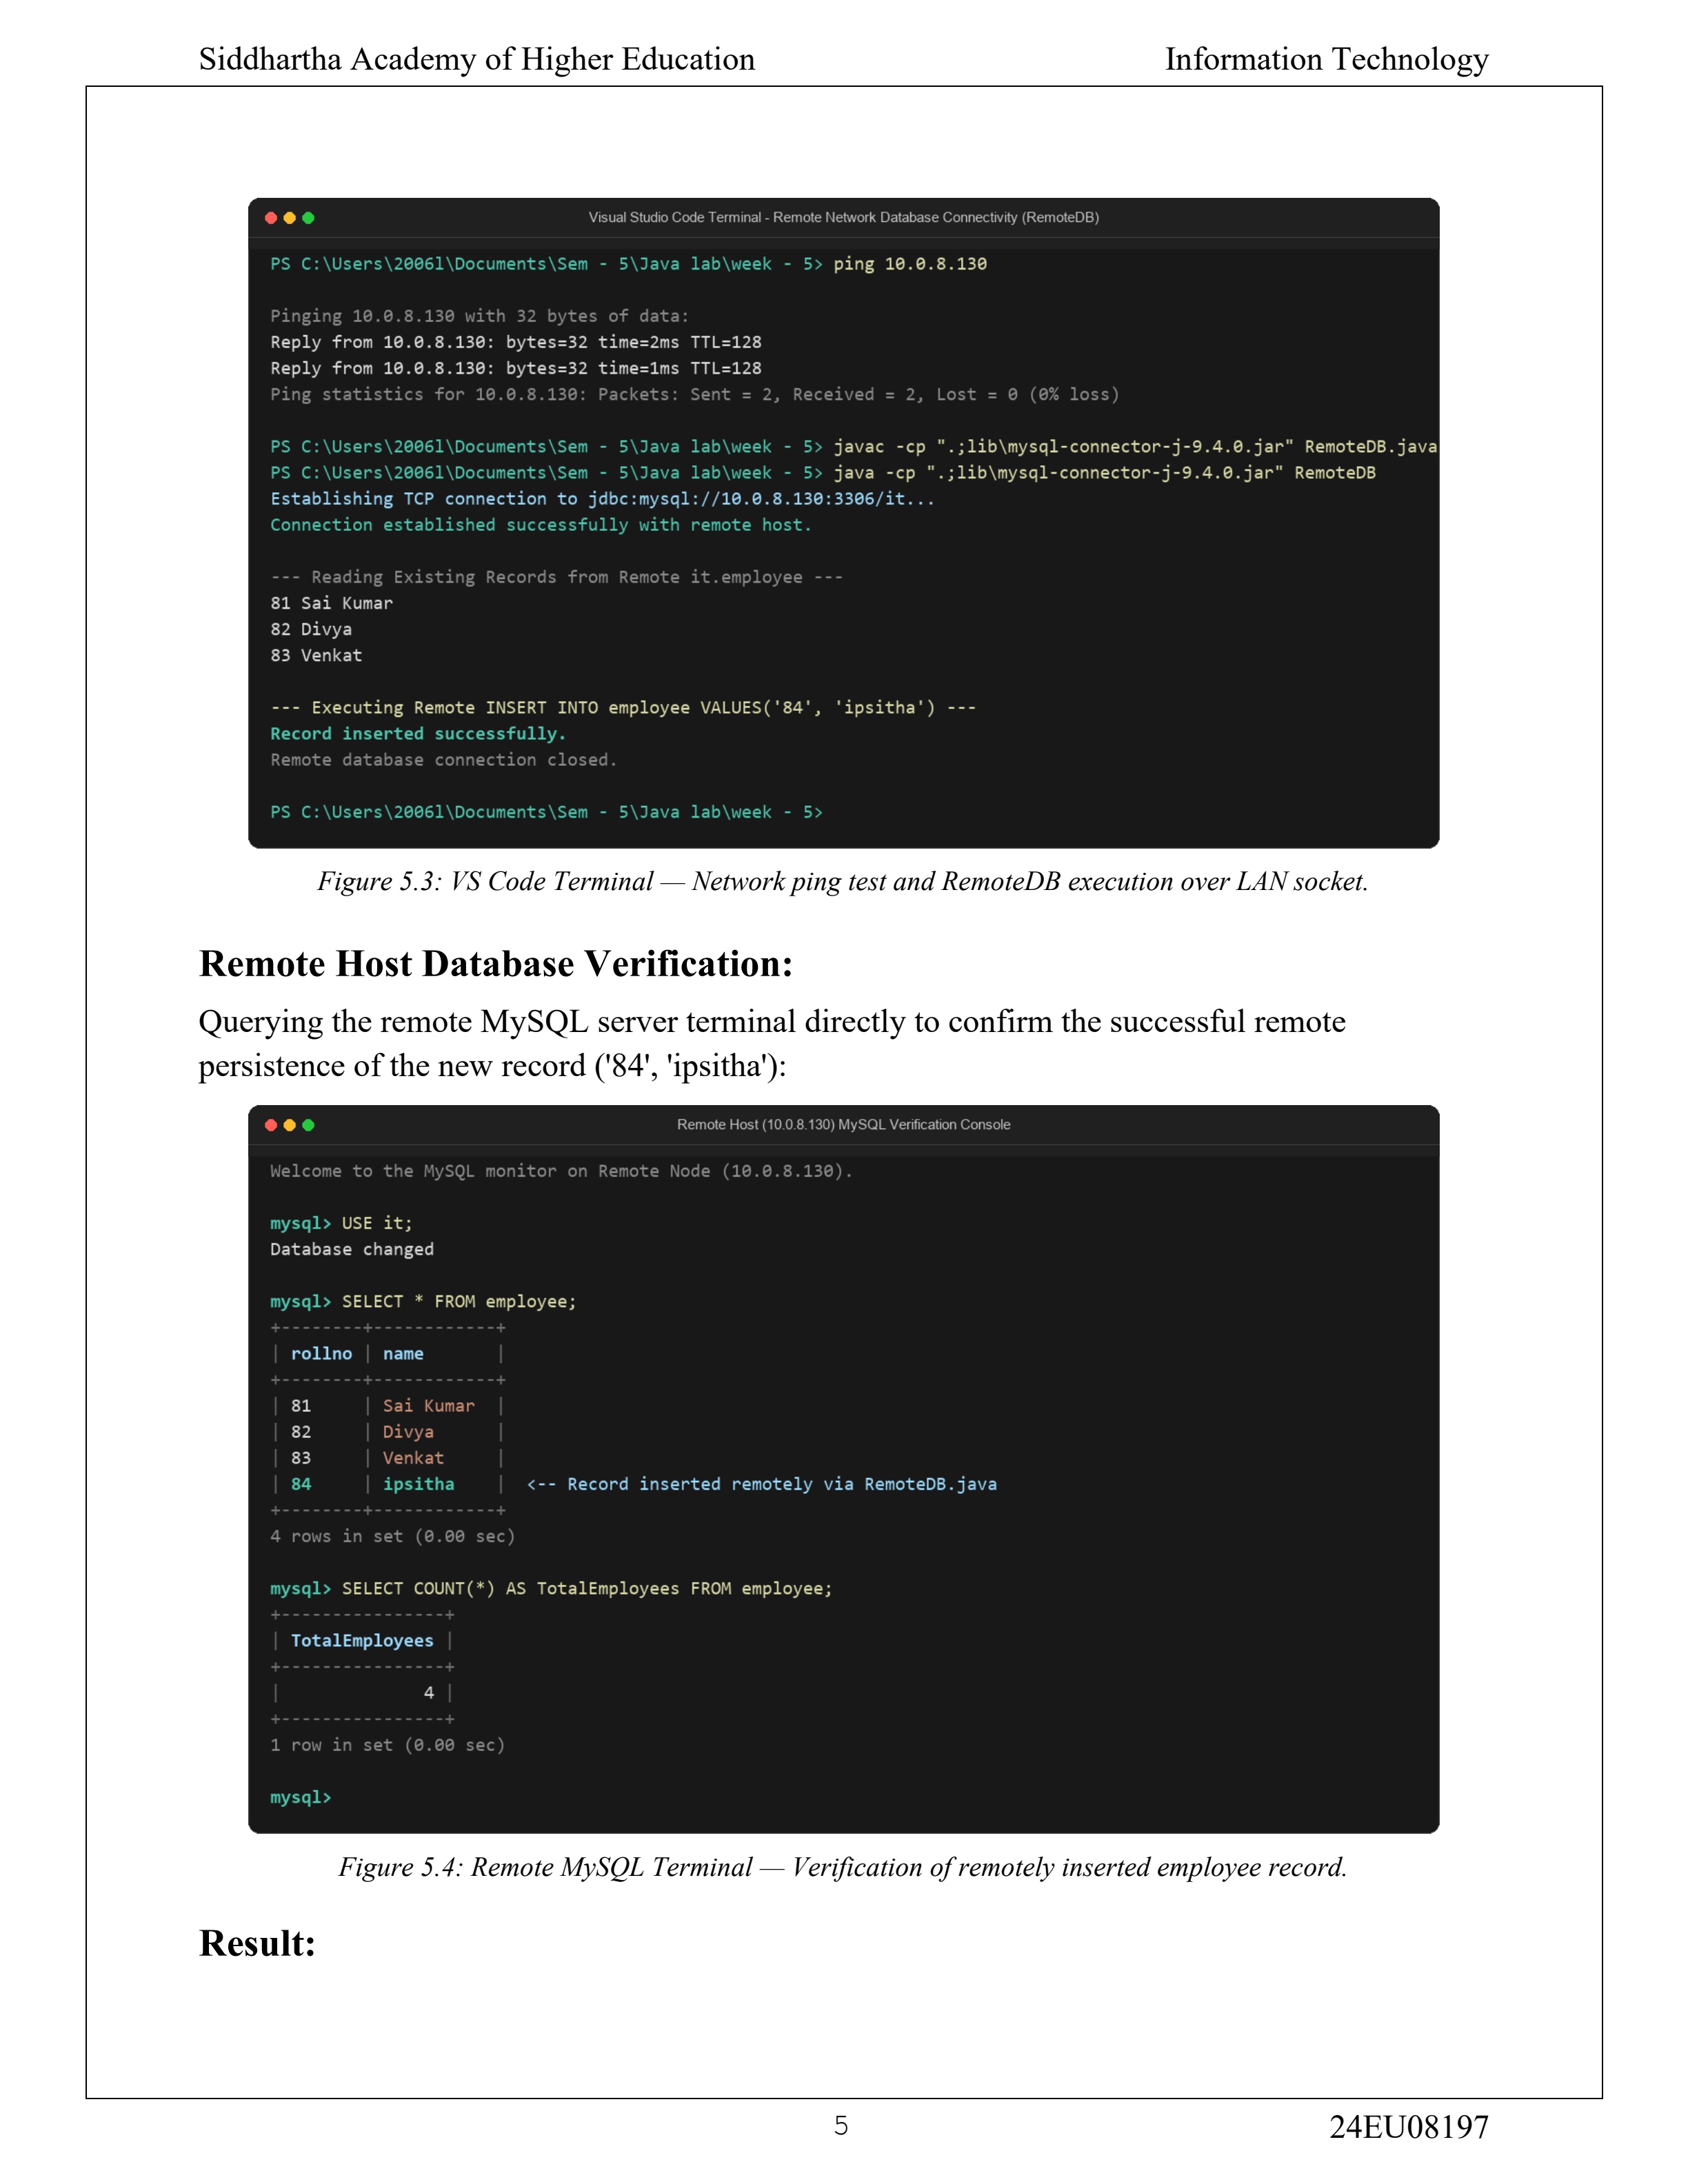 Siddhartha Academy of Higher Education Information Technology
Visual Studio Code Terminal - Remote Network Database Connectivity (RemoteDB)
PS C:\Users\2006l\Documents\Sem - 5\Java lab\week - 5> ping 10.0.8.130
Pinging 10.0.8.130 with 32 bytes of data:
Reply from 10.0.8.130: bytes=32 time=2ms TTL=128
Reply from 10.0.8.130: bytes=32 time=1ms TTL=128
Ping statistics for 10.0.8.130: Packets: Sent = 2, Received = 2, Lost = 0 (0% loss)
PS C:\Users\2006l\Documents\Sem - 5\Java lab\week - 5> javac -cp ".;lib\mysql-connector-j-9.4.0.jar" RemoteDB.java
PS C:\Users\2006l\Documents\Sem - 5\Java lab\week - 5> java -cp ".;lib\mysql-connector-j-9.4.0.jar" RemoteDB
Establishing TCP connection to jdbc:mysql://10.0.8.130:3306/it...
Connection established successfully with remote host.
--- Reading Existing Records from Remote it.employee ---
81 Sai Kumar
82 Divya
83 Venkat
--- Executing Remote INSERT INTO employee VALUES('84', 'ipsitha') ---
Record inserted successfully.
Remote database connection closed.
PS C:\Users\2006l\Documents\Sem - 5\Java lab\week - 5>
Figure 5.3: VS Code Terminal — Network ping test and RemoteDB execution over LAN socket.
Remote Host Database Verification:
Querying the remote MySQL server terminal directly to confirm the successful remote
persistence of the new record ('84', 'ipsitha'):
Remote Host (10.0.8.130) MySQL Verification Console
Welcome to the MySQL monitor on Remote Node (10.0.8.130).
mysql> USE it;
Database changed
mysql> SELECT * FROM employee;
+--------+------------+
| rollno | name       |
+--------+------------+
| 81     | Sai Kumar  |
| 82     | Divya      |
| 83     | Venkat     |
| 84     | ipsitha    |  <-- Record inserted remotely via RemoteDB.java
+--------+------------+
4 rows in set (0.00 sec)
mysql> SELECT COUNT(*) AS TotalEmployees FROM employee;
+----------------+
| TotalEmployees |
+----------------+
|              4 |
+----------------+
1 row in set (0.00 sec)
mysql>
Figure 5.4: Remote MySQL Terminal — Verification of remotely inserted employee record.
Result:
5 24EU08197